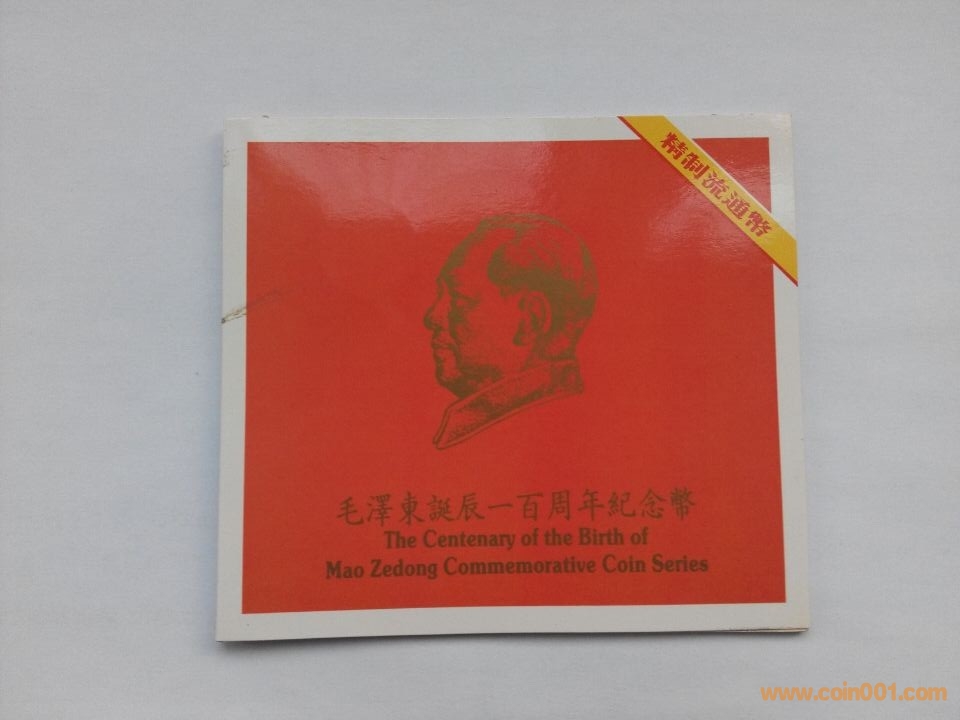 精制流通幣
毛澤東誕辰一百周年紀念幣
The Centenary of the Birth of
Mao Zedong Commemorative Coin Series
www.coin001.com